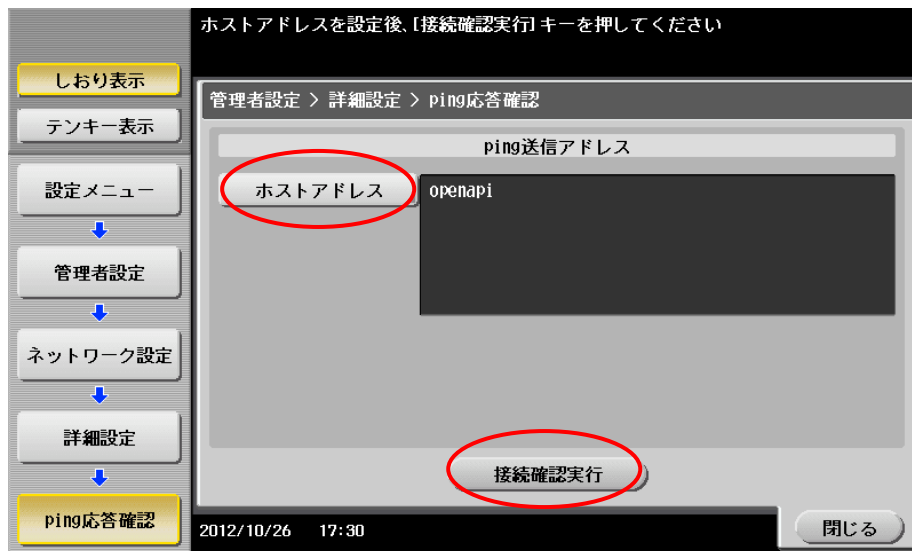 ホストアドレスを設定後、[接続確認実行]キーを押してください
しおり表示
テンキー表示
設定メニュー
管理者設定
ネットワーク設定
詳細設定
ping応答確認
管理者設定 > 詳細設定 > ping応答確認
ping送信アドレス
ホストアドレス
openapi
接続確認実行
2012/10/26 17:30
閉じる